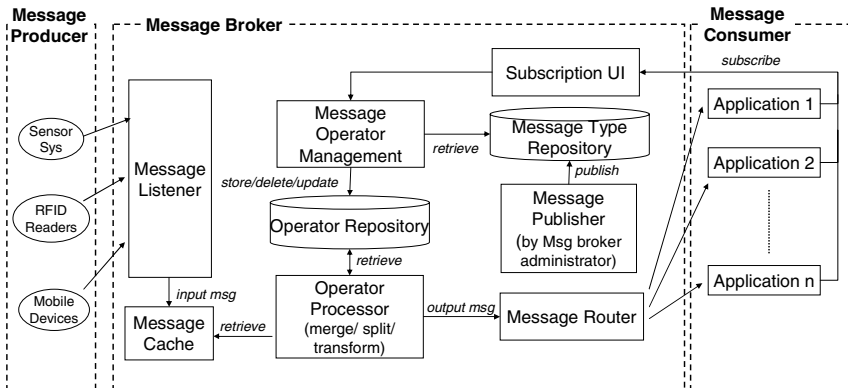 Message
Producer
Message Broker
Message
Consumer
Sensor
Sys
RFID
Readers
Mobile
Devices
Message
Listener
input msg
Message
Cache
retrieve
Message
Operator
Management
store/delete/update
Operator Repository
retrieve
Operator
Processor
(merge/ split/
transform)
output msg
Subscription UI
subscribe
retrieve
Message Type
Repository
publish
Message
Publisher
(by Msg broker
administrator)
Message Router
Application 1
Application 2
Application n